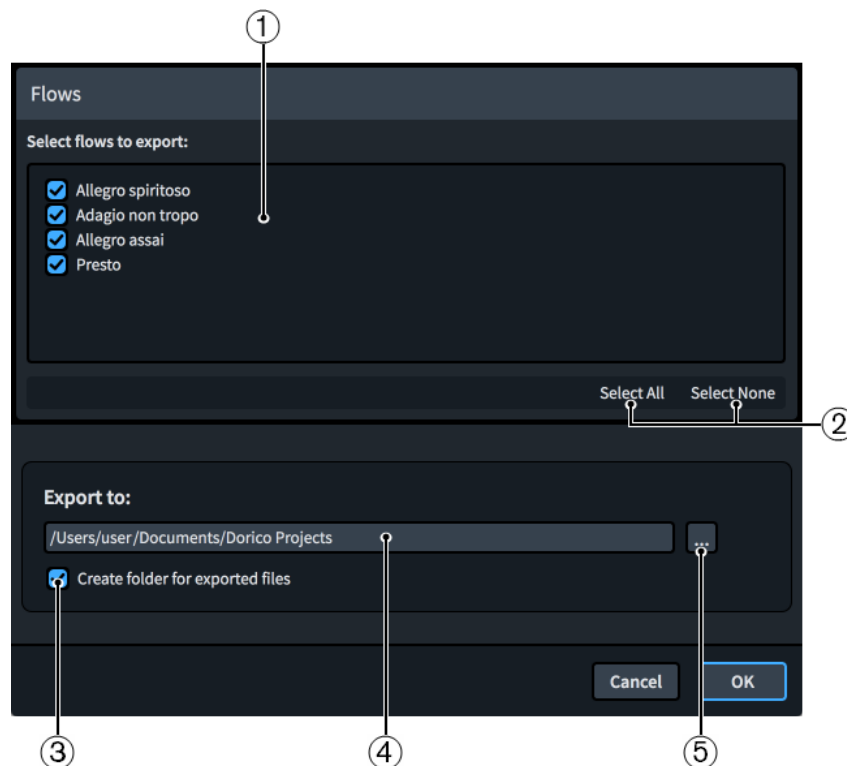 ①
Flows
Select flows to export:
Allegro spiritoso
Adagio non tropo
Allegro assai
Presto
Select All Select None
②
Export to:
/Users/user/Documents/Dorico Projects ...
Create folder for exported files
Cancel OK
③ ④ ⑤